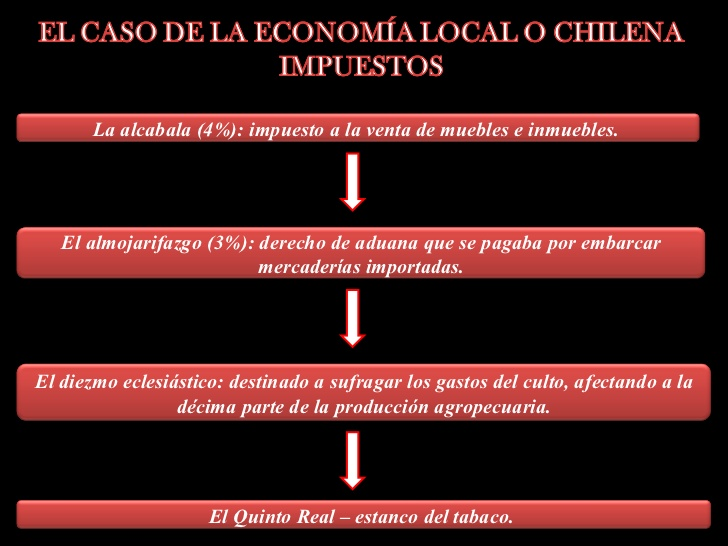 EL CASO DE LA ECONOMÍA LOCAL O CHILENA
IMPUESTOS
La alcabala (4%): impuesto a la venta de muebles e inmuebles.
El almojarifazgo (3%): derecho de aduana que se pagaba por embarcar
mercaderías importadas.
El diezmo eclesiástico: destinado a sufragar los gastos del culto, afectando a la
décima parte de la producción agropecuaria.
El Quinto Real – estanco del tabaco.